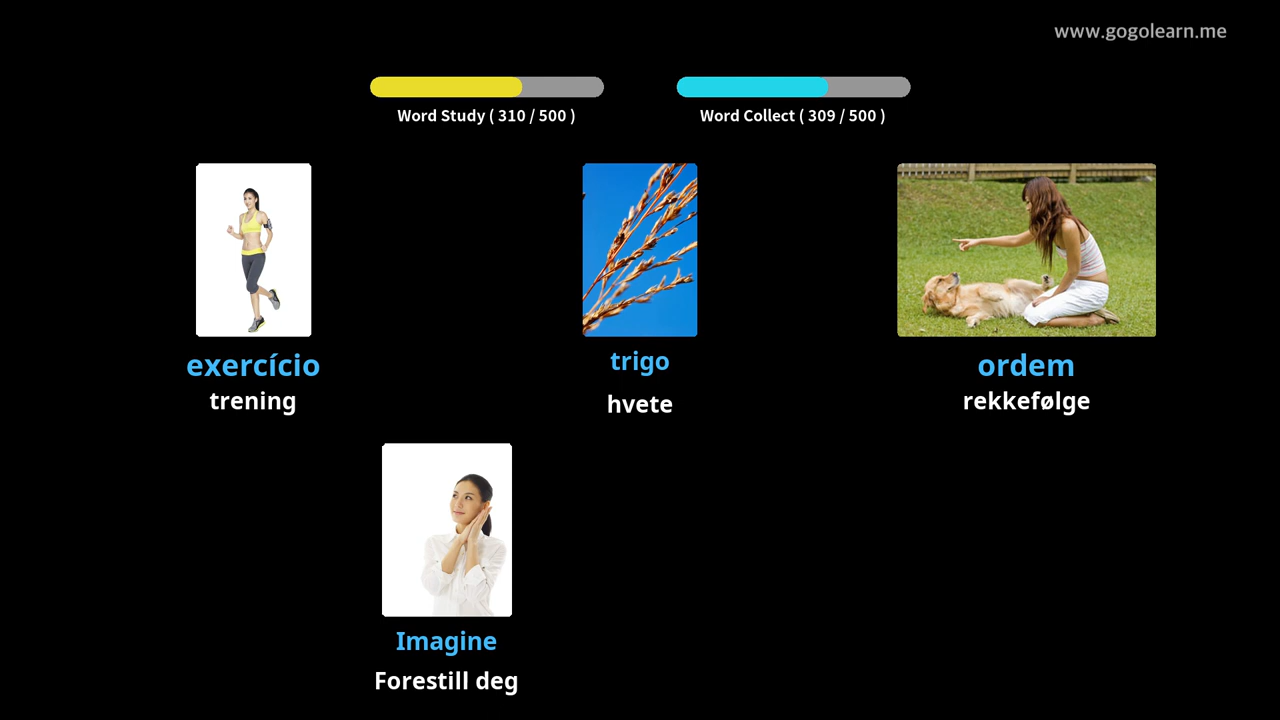 www.gogolearn.me
Word Study ( 310 / 500 )
Word Collect ( 309 / 500 )
exercício
trening
trigo
hvete
ordem
rekkefølge
Imagine
Forestill deg